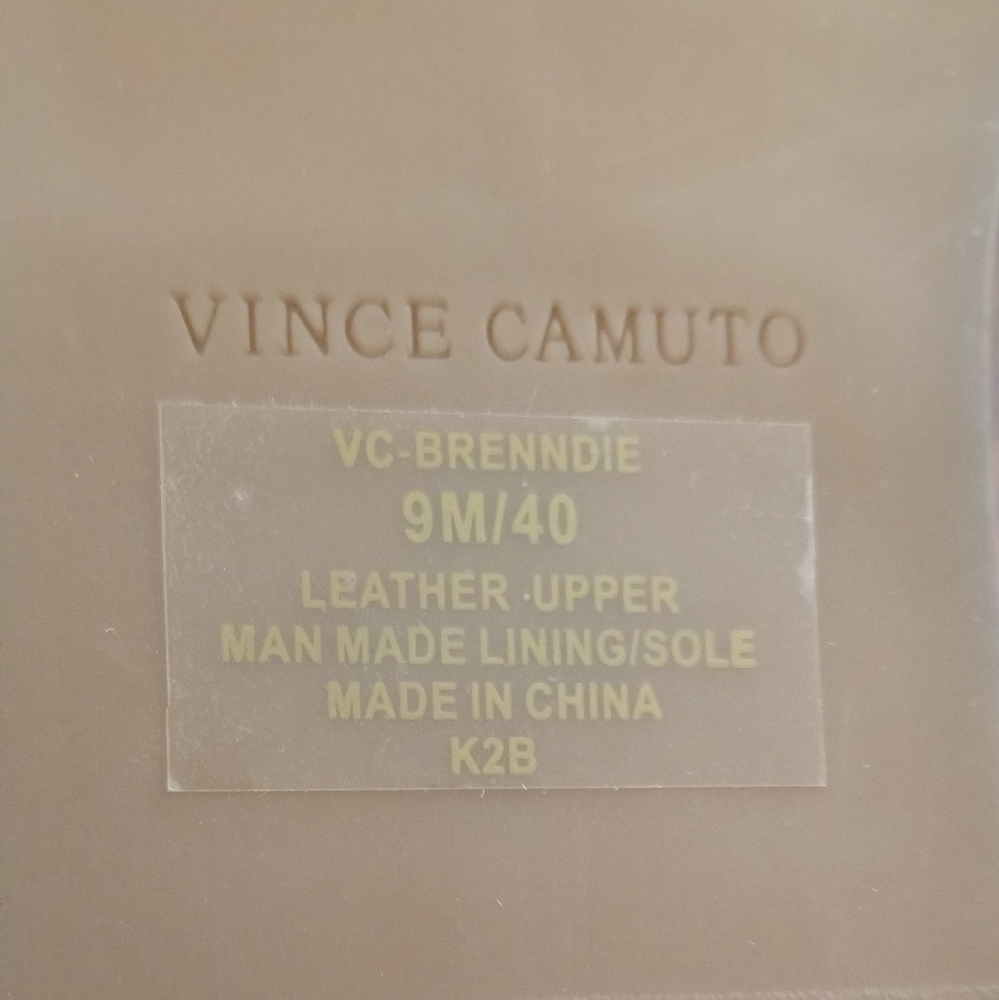 VINCE CAMUTO
VC-BRENNDIE
9M/40
LEATHER UPPER
MAN MADE LINING/SOLE
MADE IN CHINA
K2B